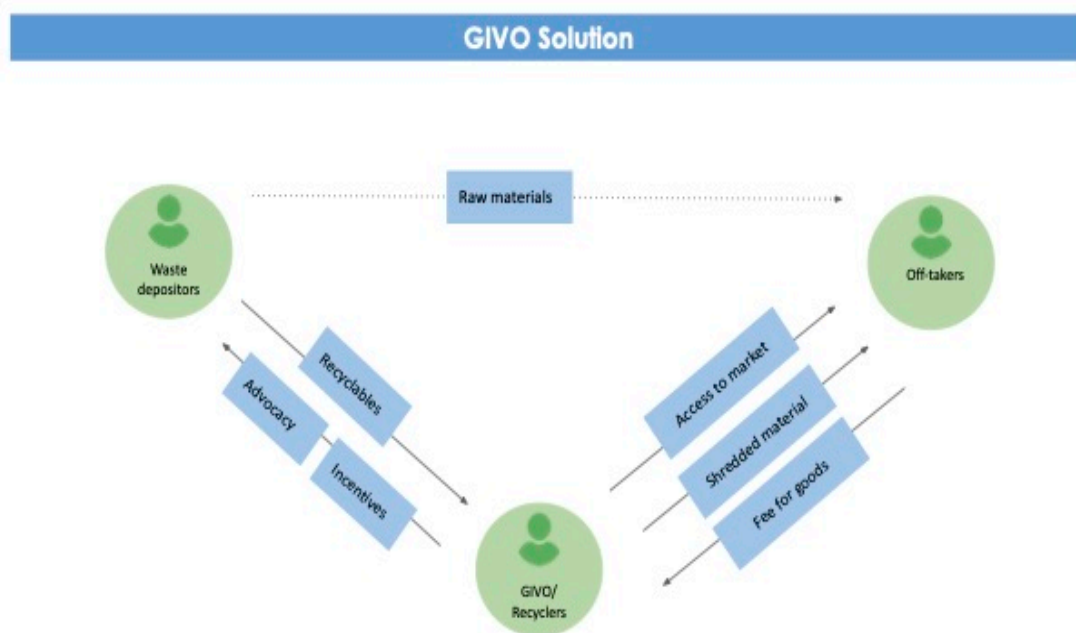 GIVO Solution
Raw materials
Waste
depositors
Off-takers
Recyclables
Advocacy
Incentives
Access to market
Shredded material
Fee for goods
GIVO/
Recyclers